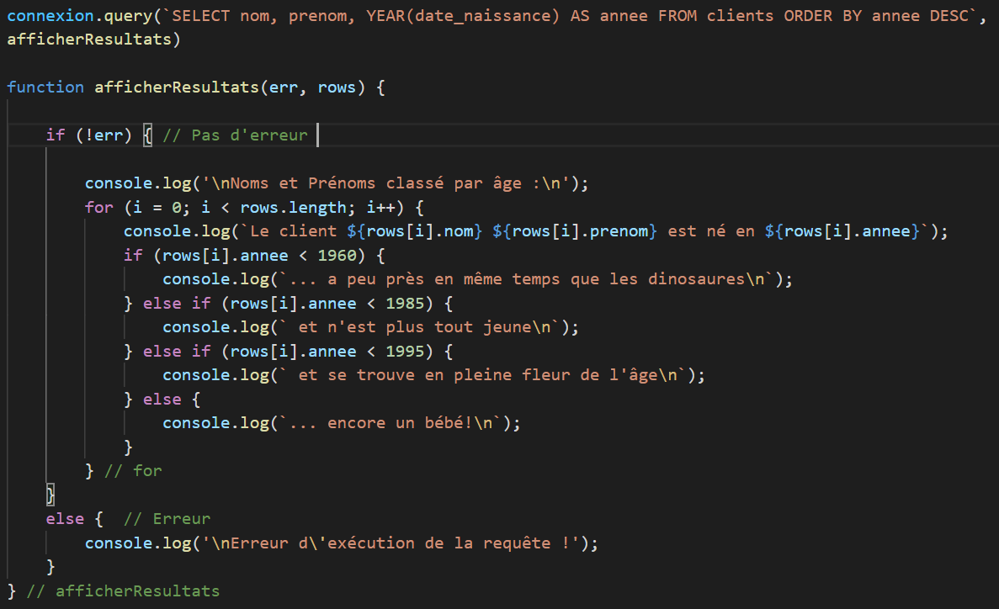 connexion.query(`SELECT nom, prenom, YEAR(date_naissance) AS annee FROM clients ORDER BY annee DESC`,
afficherResultats)
function afficherResultats(err, rows) {
if (!err) { // Pas d'erreur
console.log('\nNoms et Prénoms classé par âge :\n');
for (i = 0; i < rows.length; i++) {
console.log(`Le client ${rows[i].nom} ${rows[i].prenom} est né en ${rows[i].annee}`);
if (rows[i].annee < 1960) {
console.log(`... a peu près en même temps que les dinosaures\n`);
} else if (rows[i].annee < 1985) {
console.log(` et n'est plus tout jeune\n`);
} else if (rows[i].annee < 1995) {
console.log(` et se trouve en pleine fleur de l'âge\n`);
} else {
console.log(`... encore un bébé!\n`);
}
} // for
}
else {  // Erreur
console.log('\nErreur d\'exécution de la requête !');
}
} // afficherResultats